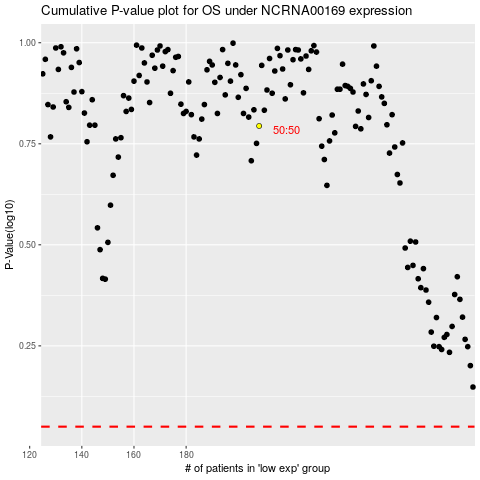 Cumulative P-value plot for OS under NCRNA00169 expression
1.00
0.75
0.50
0.25
P-Value(log10)
50:50
120 140 160 180
# of patients in 'low exp' group